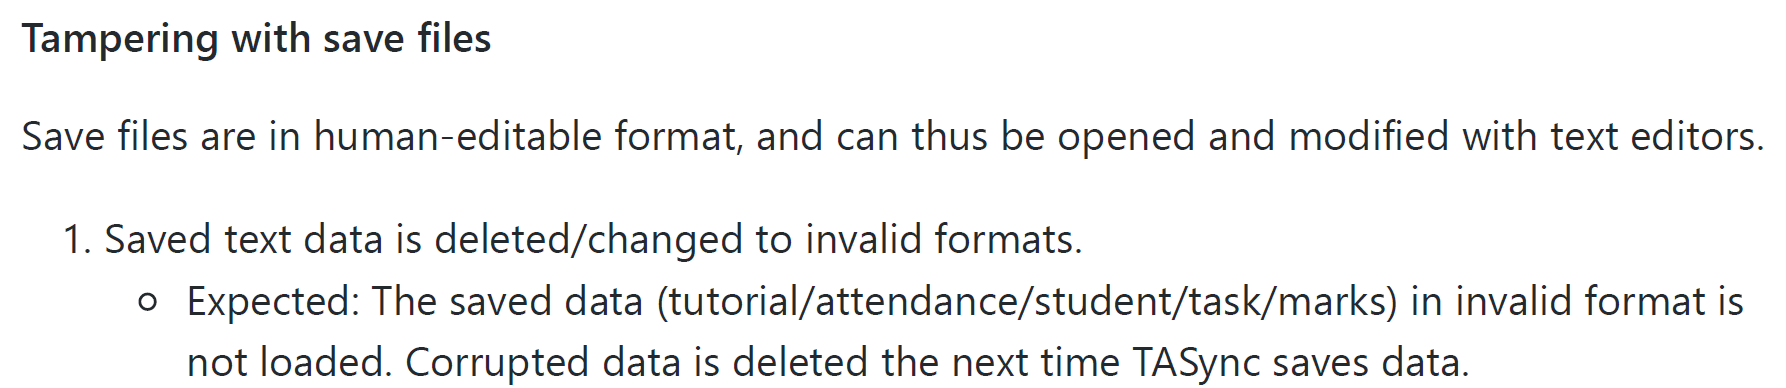 Tampering with save files
Save files are in human-editable format, and can thus be opened and modified with text editors.
1. Saved text data is deleted/changed to invalid formats.
○ Expected: The saved data (tutorial/attendance/student/task/marks) in invalid format is
not loaded. Corrupted data is deleted the next time TASync saves data.